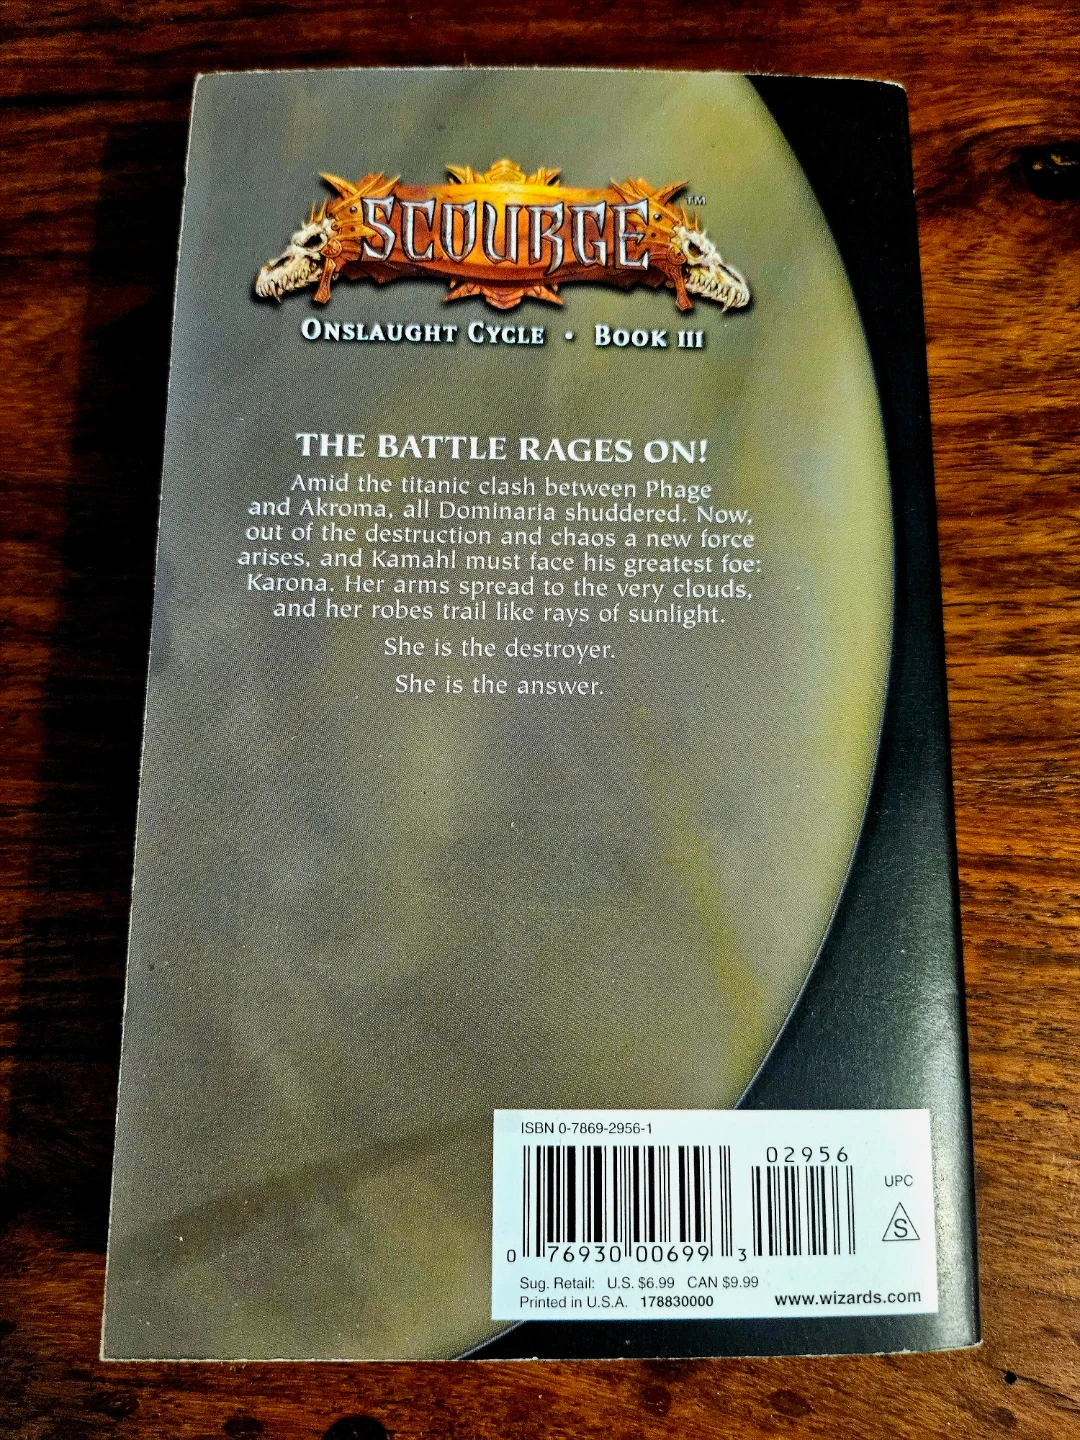 SCOURGE™
ONSLAUGHT CYCLE • BOOK III
THE BATTLE RAGES ON!
Amid the titanic clash between Phage
and Akroma, all Dominaria shuddered. Now,
out of the destruction and chaos a new force
arises, and Kamahl must face his greatest foe:
Karona. Her arms spread to the very clouds,
and her robes trail like rays of sunlight.
She is the destroyer.
She is the answer.
ISBN 0-7869-2956-1
02956
UPC
S
0 76930 00699 3
Sug. Retail: U.S. $6.99 CAN $9.99
Printed in U.S.A. 178830000 www.wizards.com